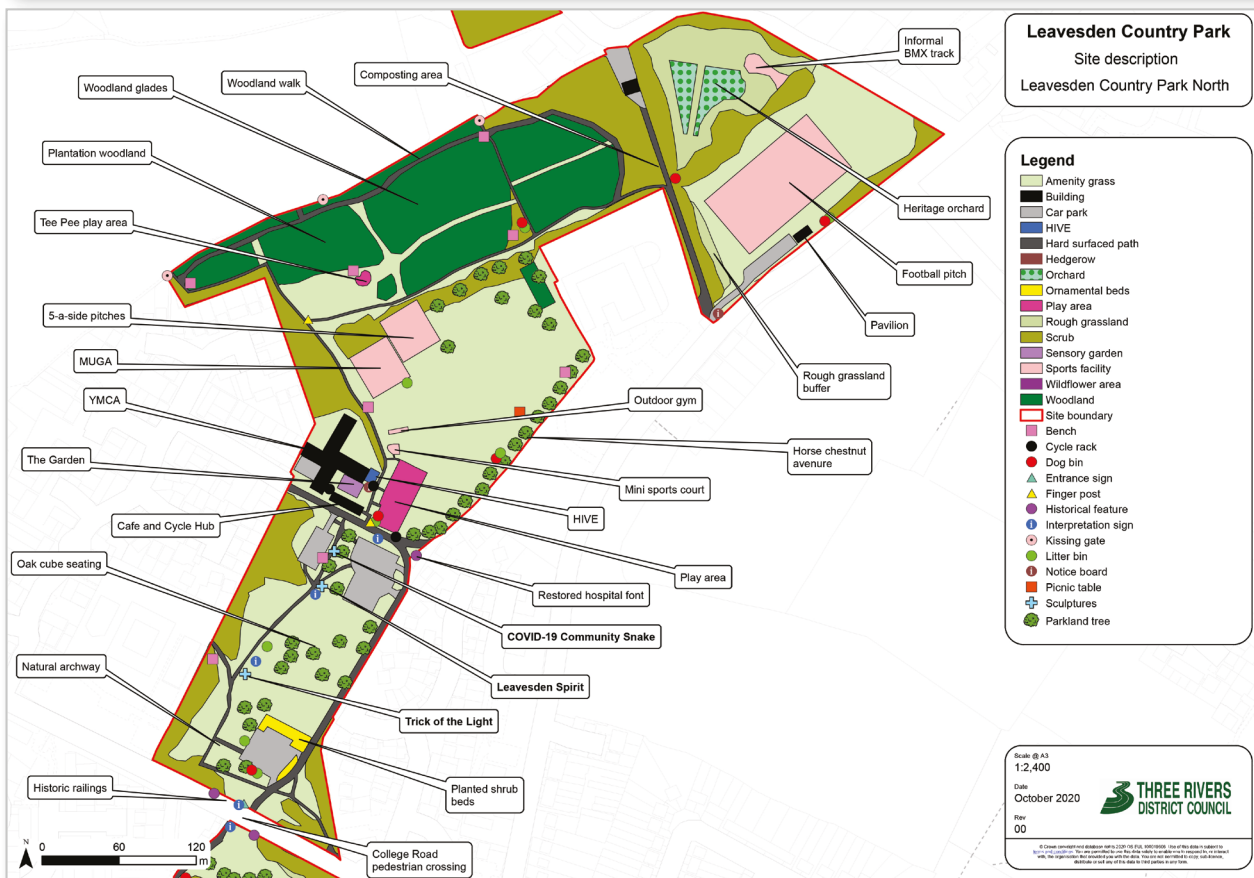 Leavesden Country Park
Site description
Leavesden Country Park North
Informal
BMX track
Composting area
Woodland walk
Woodland glades
Plantation woodland
Tee Pee play area
5-a-side pitches
MUGA
YMCA
The Garden
Cafe and Cycle Hub
Oak cube seating
Natural archway
Historic railings
Heritage orchard
Football pitch
Pavilion
Rough grassland
buffer
Outdoor gym
Horse chestnut
avenure
Mini sports court
HIVE
Play area
Restored hospital font
COVID-19 Community Snake
Leavesden Spirit
Trick of the Light
Planted shrub
beds
College Road
pedestrian crossing
N
0 60 120
m
Legend
Amenity grass
Building
Car park
HIVE
Hard surfaced path
Hedgerow
Orchard
Ornamental beds
Play area
Rough grassland
Scrub
Sensory garden
Sports facility
Wildflower area
Woodland
Site boundary
Bench
Cycle rack
Dog bin
Entrance sign
Finger post
Historical feature
Interpretation sign
Kissing gate
Litter bin
Notice board
Picnic table
Sculptures
Parkland tree
Scale @ A3
1:2,400
Date
October 2020
Rev
00
THREE RIVERS
DISTRICT COUNCIL